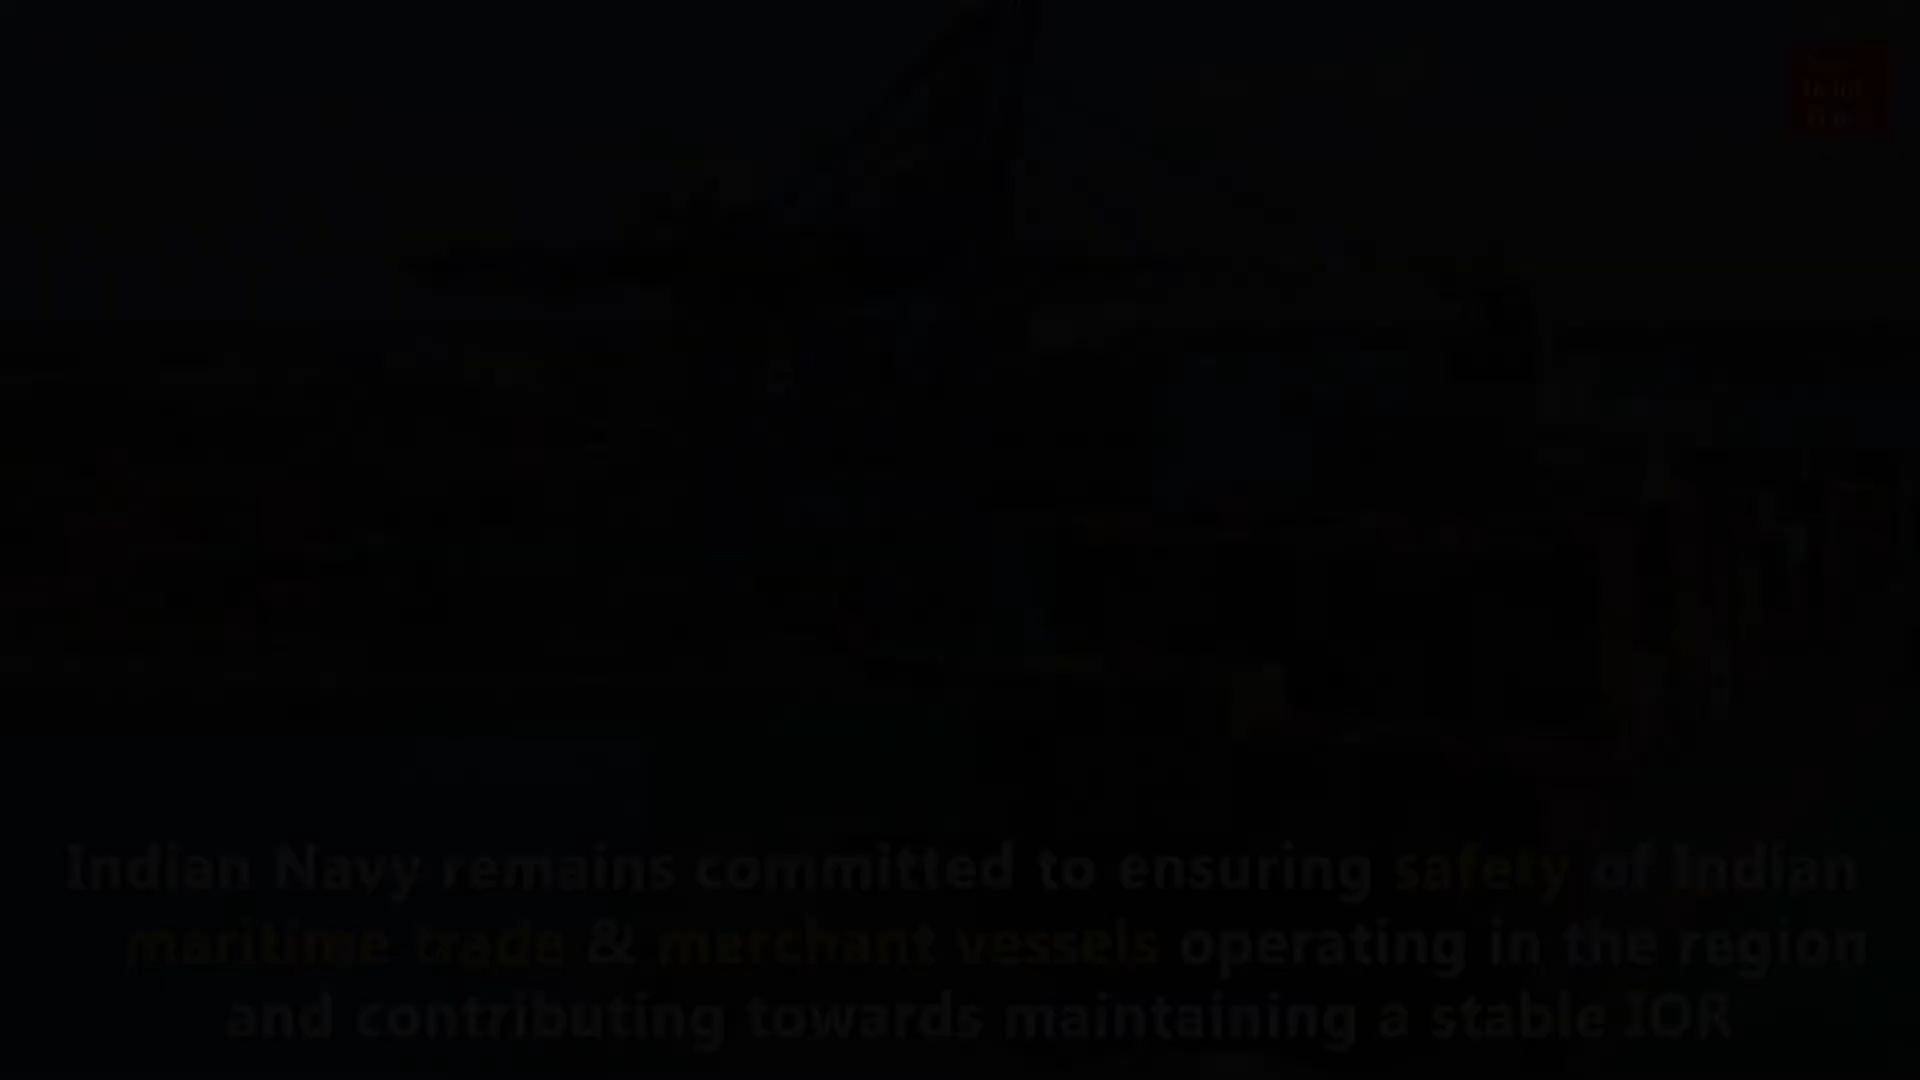 Indian Navy remains committed to ensuring safety of Indian
maritime trade & merchant vessels operating in the region
and contributing towards maintaining a stable IOR